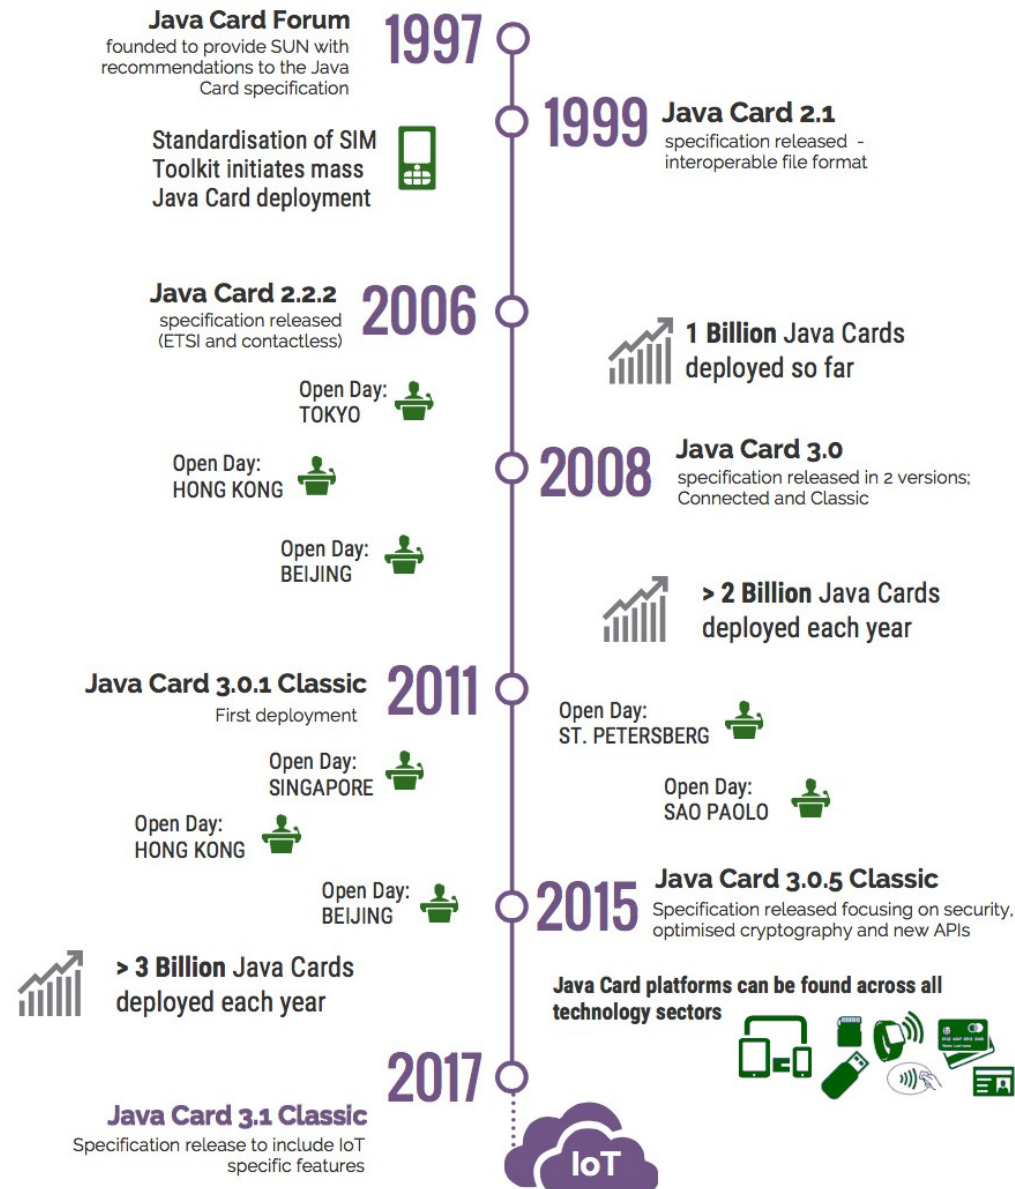 Java Card Forum
founded to provide SUN with
recommendations to the Java
Card specification
1997
1999
Java Card 2.1
specification released -
interoperable file format
Standardisation of SIM
Toolkit initiates mass
Java Card deployment
Java Card 2.2.2
specification released
(ETSI and contactless)
2006
1 Billion Java Cards
deployed so far
Open Day:
TOKYO
Open Day:
HONG KONG
2008
Java Card 3.0
specification released in 2 versions;
Connected and Classic
Open Day:
BEIJING
> 2 Billion Java Cards
deployed each year
Java Card 3.0.1 Classic
First deployment
2011
Open Day:
ST. PETERSBERG
Open Day:
SINGAPORE
Open Day:
SAO PAOLO
Open Day:
HONG KONG
Open Day:
BEIJING
2015
Java Card 3.0.5 Classic
Specification released focusing on security,
optimised cryptography and new APIs
> 3 Billion Java Cards
deployed each year
Java Card platforms can be found across all
technology sectors
2017
Java Card 3.1 Classic
Specification release to include IoT
specific features
IoT